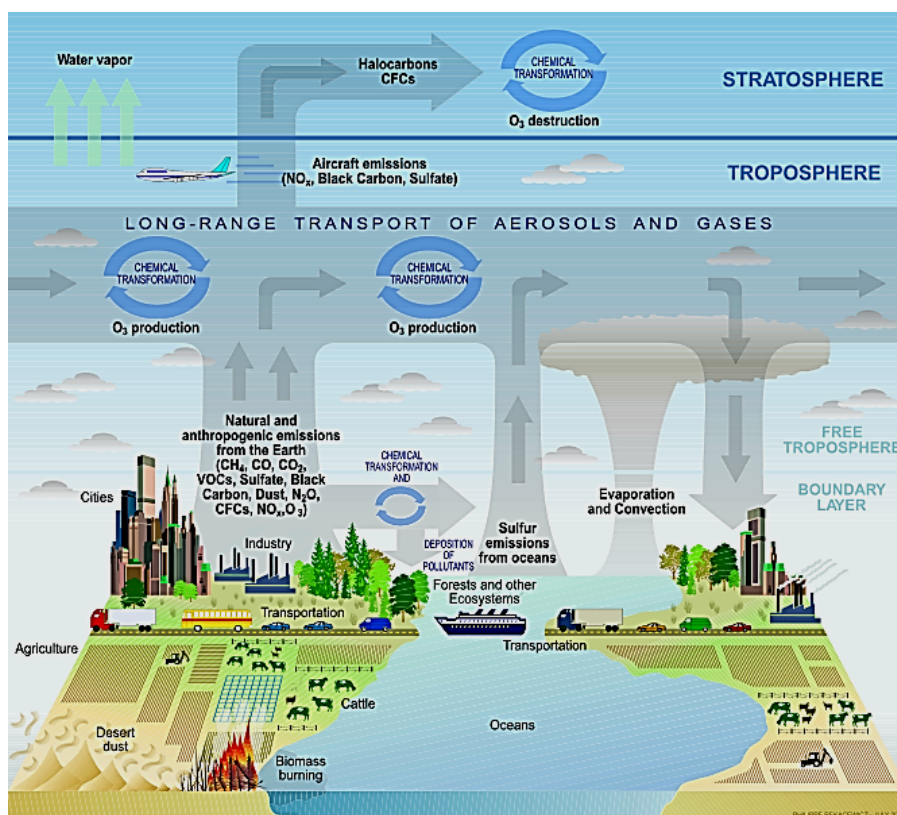 Water vapor
Halocarbons
CFCs
CHEMICAL
TRANSFORMATION
O₃ destruction
STRATOSPHERE
Aircraft emissions
(NOₓ, Black Carbon, Sulfate)
TROPOSPHERE
LONG-RANGE TRANSPORT OF AEROSOLS AND GASES
CHEMICAL
TRANSFORMATION
O₃ production
CHEMICAL
TRANSFORMATION
O₃ production
Natural and
anthropogenic emissions
from the Earth
(CH₄, CO, CO₂,
VOCs, Sulfate, Black
Carbon, Dust, N₂O,
CFCs, NOₓ,O₃)
CHEMICAL
TRANSFORMATION
AND
DEPOSITION OF
POLLUTANTS
FREE
TROPOSPHERE
BOUNDARY
LAYER
Cities
Industry
Sulfur
emissions
from oceans
Evaporation
and Convection
Forests and other
Ecosystems
Transportation
Transportation
Agriculture
Cattle
Oceans
Desert
dust
Biomass
burning